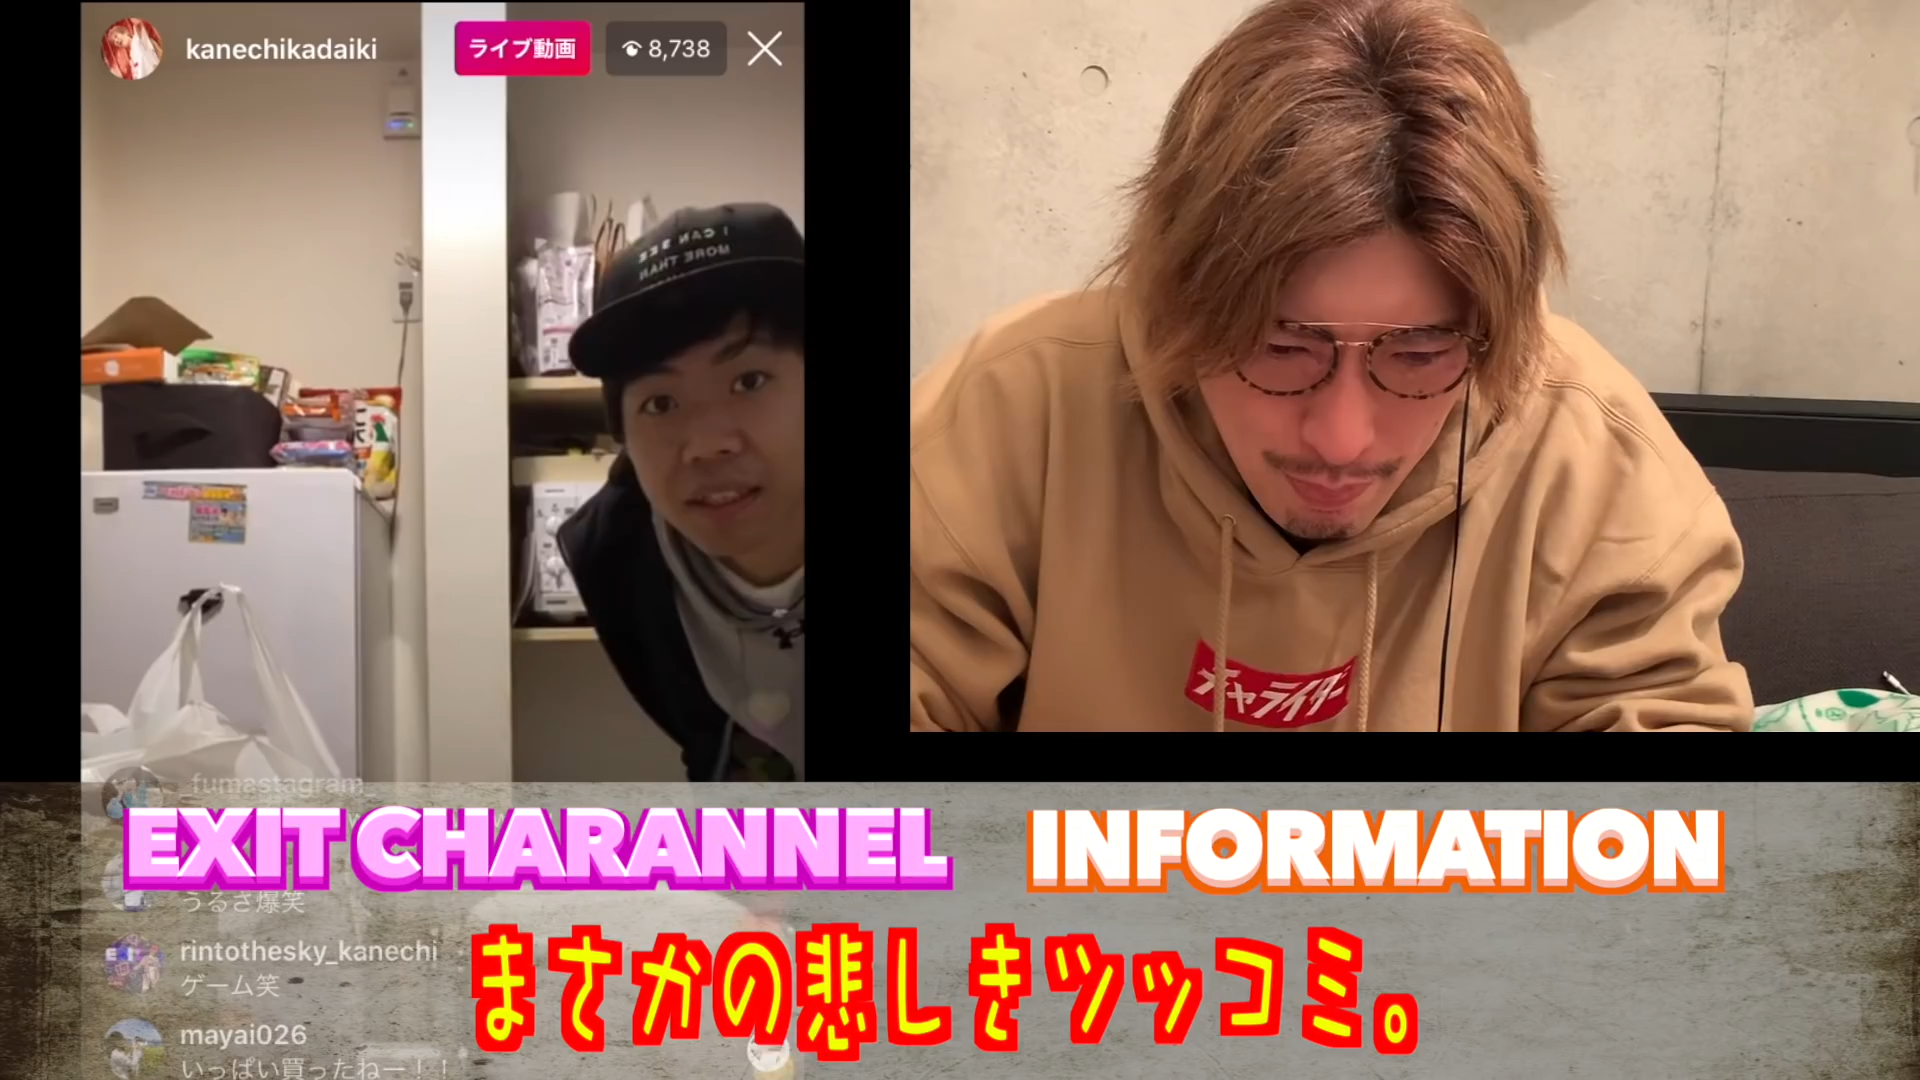 kanechikadaiki
ライブ動画
8,738
I CAN SEE
MORE THAN
チャライダー
_fumastagram_
EXIT CHARANNEL
INFORMATION
うるさ爆笑
rintothesky_kanechi
ゲーム笑
まさかの悲しきツッコミ。
mayai026
いっぱい買ったねー！！